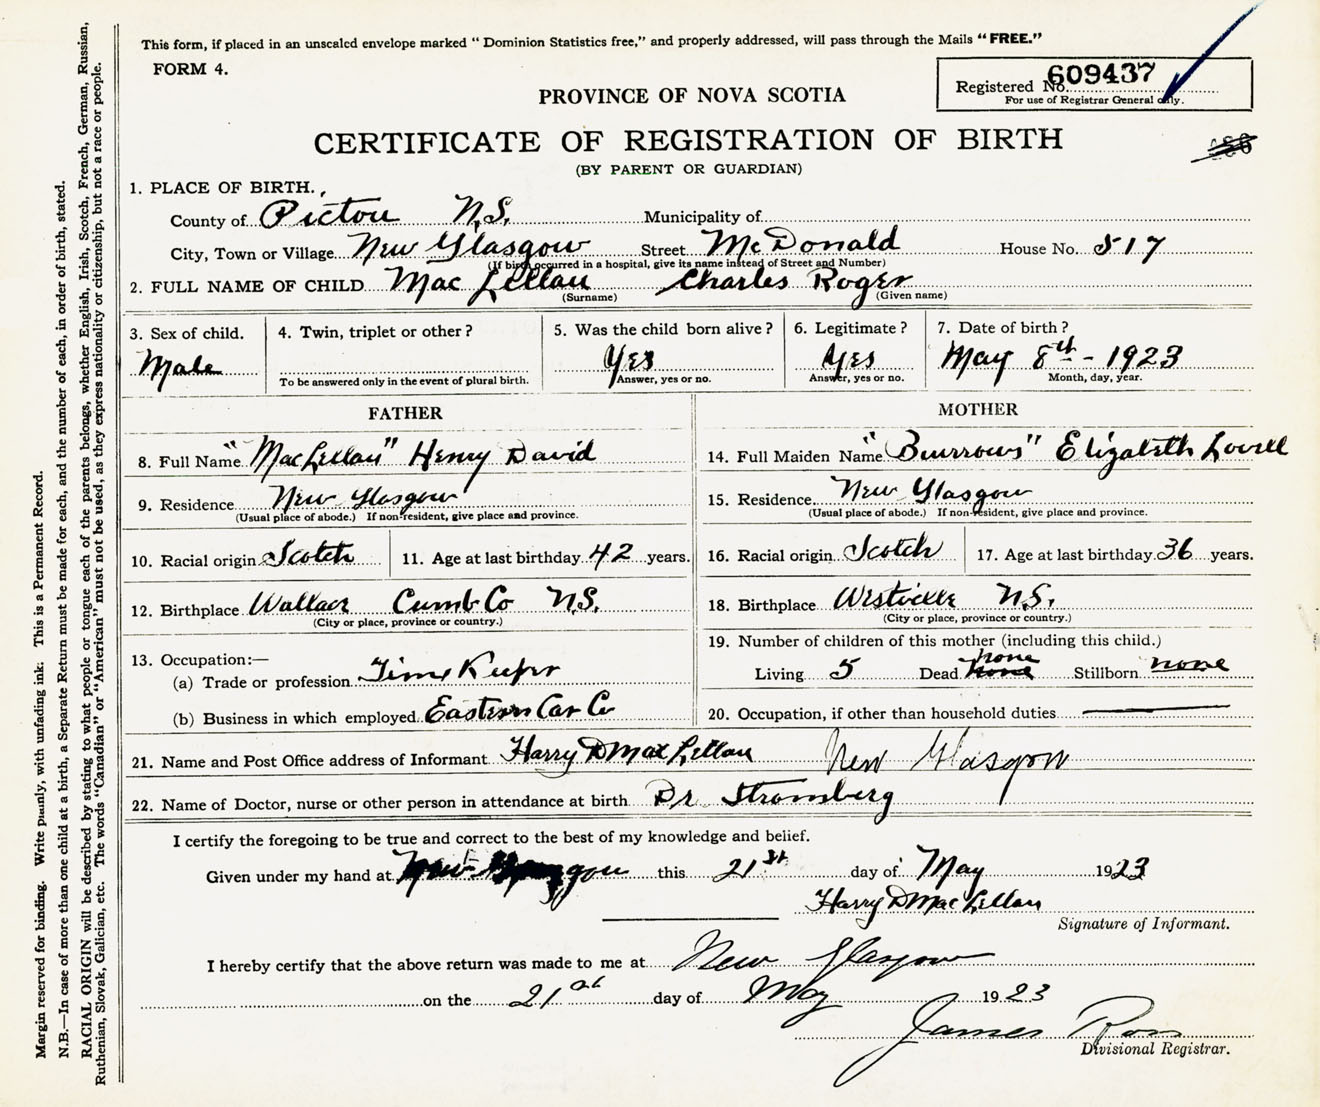 This form, if placed in an unsealed envelope marked "Dominion Statistics free," and properly addressed, will pass through the Mails "FREE."
FORM 4.
Registered No. 609437
For use of Registrar General only.
PROVINCE OF NOVA SCOTIA
CERTIFICATE OF REGISTRATION OF BIRTH
(BY PARENT OR GUARDIAN)
1. PLACE OF BIRTH.
County of Pictou N.S. Municipality of
City, Town or Village New Glasgow Street McDonald House No. 517
(If birth occurred in a hospital, give its name instead of Street and Number)
2. FULL NAME OF CHILD MacLellan Charles Roger
(Surname) (Given name)
3. Sex of child. 4. Twin, triplet or other? 5. Was the child born alive? 6. Legitimate? 7. Date of birth?
Male Yes Yes May 8th - 1923
To be answered only in the event of plural birth. Answer, yes or no. Answer, yes or no. Month, day, year.
FATHER
8. Full Name "MacLellan" Henry David
9. Residence New Glasgow
(Usual place of abode.) If non-resident, give place and province.
10. Racial origin Scotch 11. Age at last birthday 42 years.
12. Birthplace Wallace Cumb Co N.S.
(City or place, province or country.)
13. Occupation:—
(a) Trade or profession Time Keeper
(b) Business in which employed Eastern Car Co
MOTHER
14. Full Maiden Name "Burrows" Elizabeth Lovell
15. Residence New Glasgow
(Usual place of abode.) If non-resident, give place and province.
16. Racial origin Scotch 17. Age at last birthday 36 years.
18. Birthplace Westville N.S.
(City or place, province or country.)
19. Number of children of this mother (including this child.)
Living 5 Dead none Stillborn none
20. Occupation, if other than household duties
21. Name and Post Office address of Informant Harry D MacLellan New Glasgow
22. Name of Doctor, nurse or other person in attendance at birth Dr. Stromberg
I certify the foregoing to be true and correct to the best of my knowledge and belief.
Given under my hand at New Glasgow this 21st day of May 1923
Harry D MacLellan
Signature of Informant.
I hereby certify that the above return was made to me at New Glasgow
on the 21st day of May 1923
James Ross
Divisional Registrar.
Margin reserved for binding. Write plainly, with unfading ink. This is a Permanent Record.
N.B.—In case of more than one child at a birth, a Separate Return must be made for each, and the number of each, in order of birth, stated.
RACIAL ORIGIN will be described by stating to what people or tongue each of the parents belongs, whether English, Irish, Scotch, French, German, Russian,
Ruthenian, Slovak, Galician, etc. The words "Canadian" or "American" must not be used, as they express nationality or citizenship, but not a race or people.